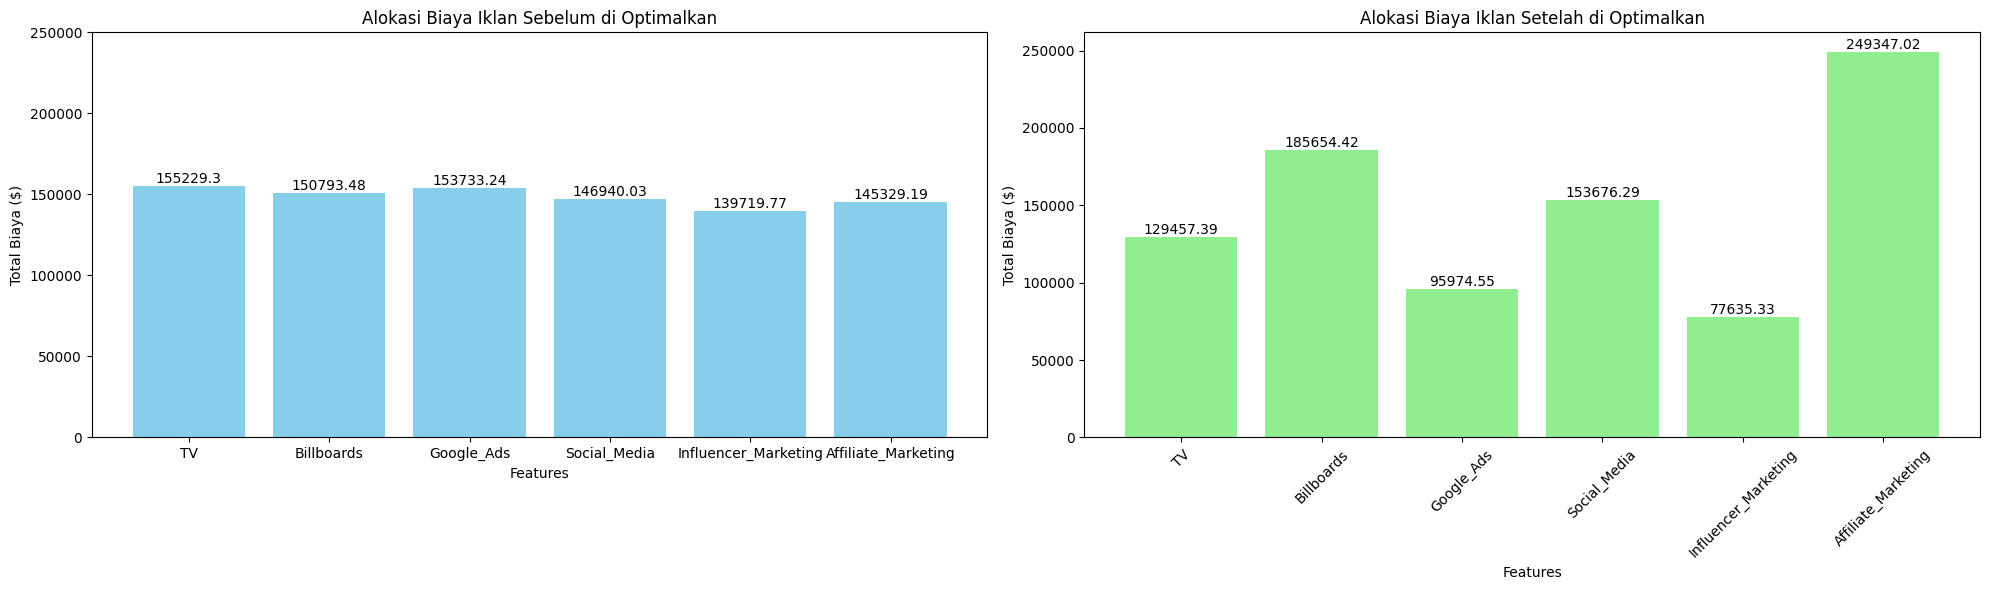 Alokasi Biaya Iklan Sebelum di Optimalkan
Total Biaya ($)
250000
200000
150000
100000
50000
0
155229.3
150793.48
153733.24
146940.03
139719.77
145329.19
TV
Billboards
Google_Ads
Social_Media
Influencer_Marketing
Affiliate_Marketing
Features
Alokasi Biaya Iklan Setelah di Optimalkan
Total Biaya ($)
250000
200000
150000
100000
50000
0
129457.39
185654.42
95974.55
153676.29
77635.33
249347.02
TV
Billboards
Google_Ads
Social_Media
Influencer_Marketing
Affiliate_Marketing
Features